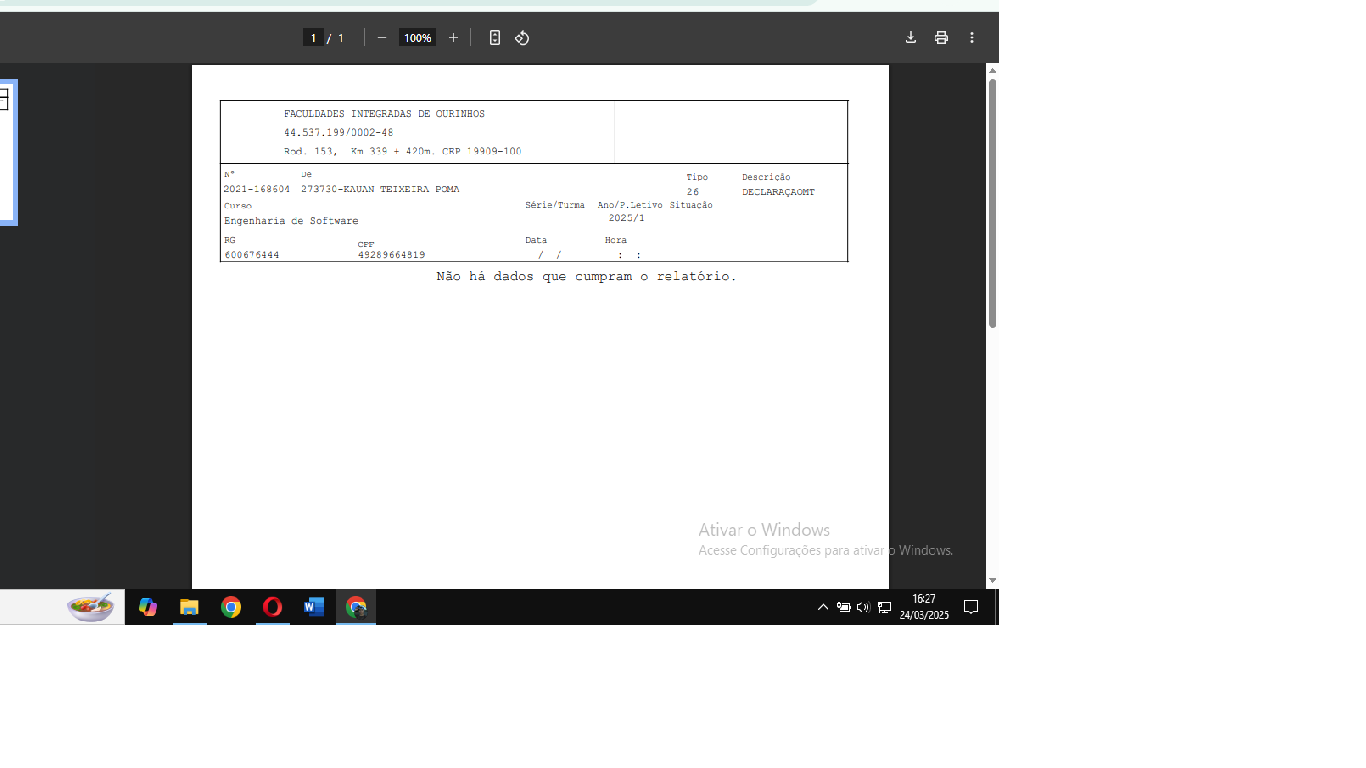 1 / 1
100%
FACULDADES INTEGRADAS DE OURINHOS
44.537.199/0002-48
Rod. 153, Km 339 + 420m. CEP 19909-100
Nº De Tipo Descrição
2021-168604 273730-KAUAN TEIXEIRA POMA 26 DECLARAÇAOMT
Curso Série/Turma Ano/P.Letivo Situação
Engenharia de Software 2025/1
RG CPF Data Hora
600676444 49289664819 / / : :
Não há dados que cumpram o relatório.
Ativar o Windows
Acesse Configurações para ativar o Windows.
W
16:27
24/03/2025